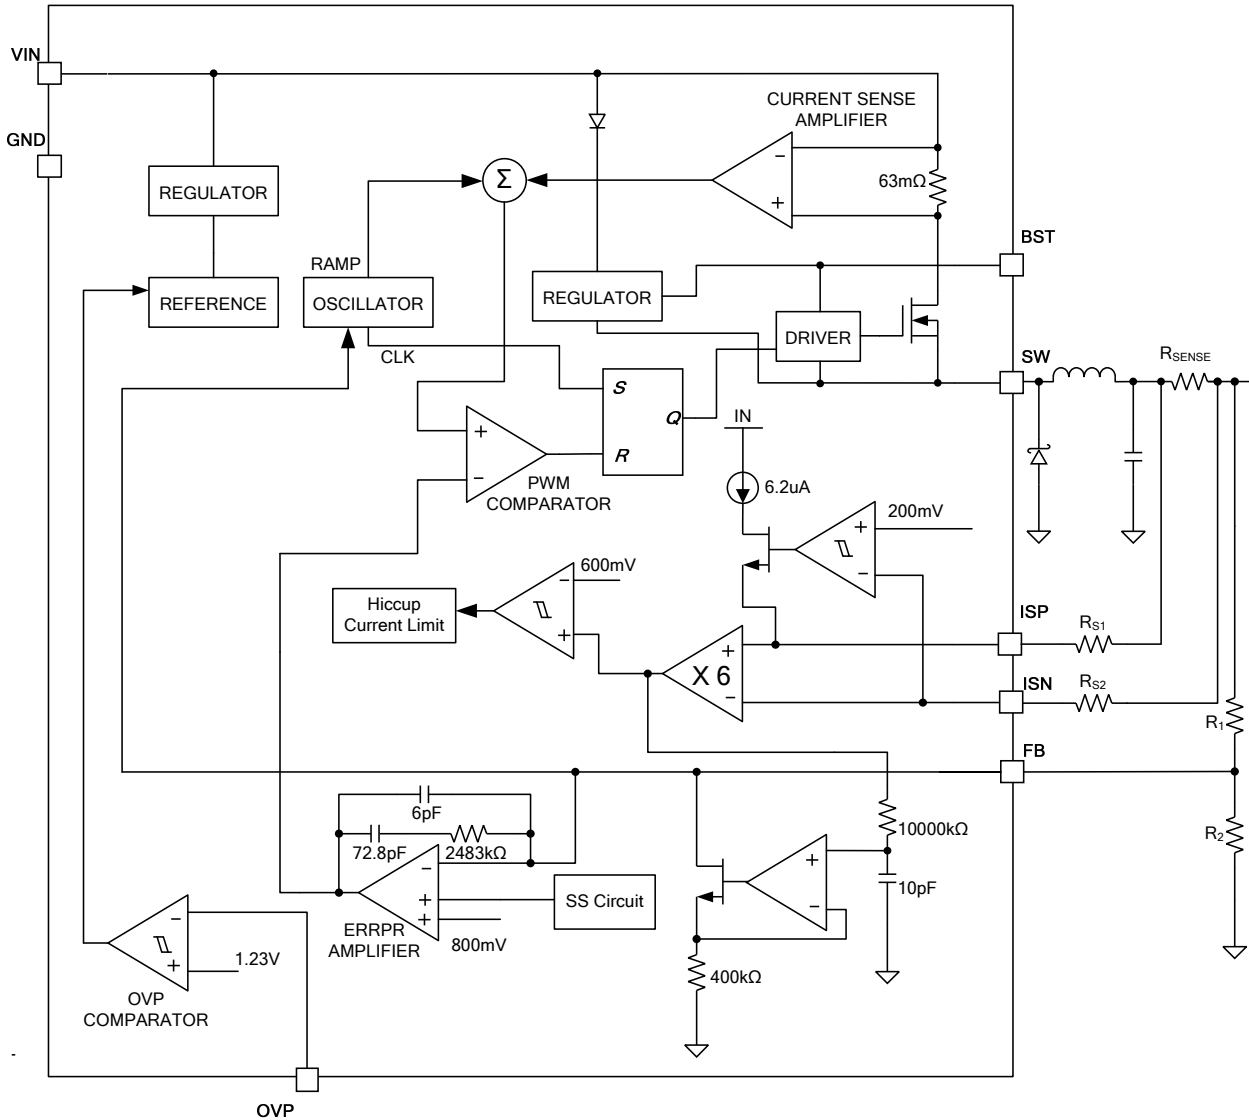 VIN
GND
CURRENT SENSE
AMPLIFIER
Σ
−
+
63mΩ
REGULATOR
BST
RAMP
REFERENCE
OSCILLATOR
REGULATOR
DRIVER
CLK
SW
RSENSE
S
Q
R
+
−
PWM
COMPARATOR
IN
6.2uA
+
200mV
−
600mV
−
+
Hiccup
Current Limit
ISP
RS1
+
X 6
−
ISN
RS2
R1
FB
6pF
72.8pF
2483kΩ
10000kΩ
R2
−
+
+
SS Circuit
800mV
ERRPR
AMPLIFIER
+
−
10pF
400kΩ
−
1.23V
+
OVP
COMPARATOR
-
OVP